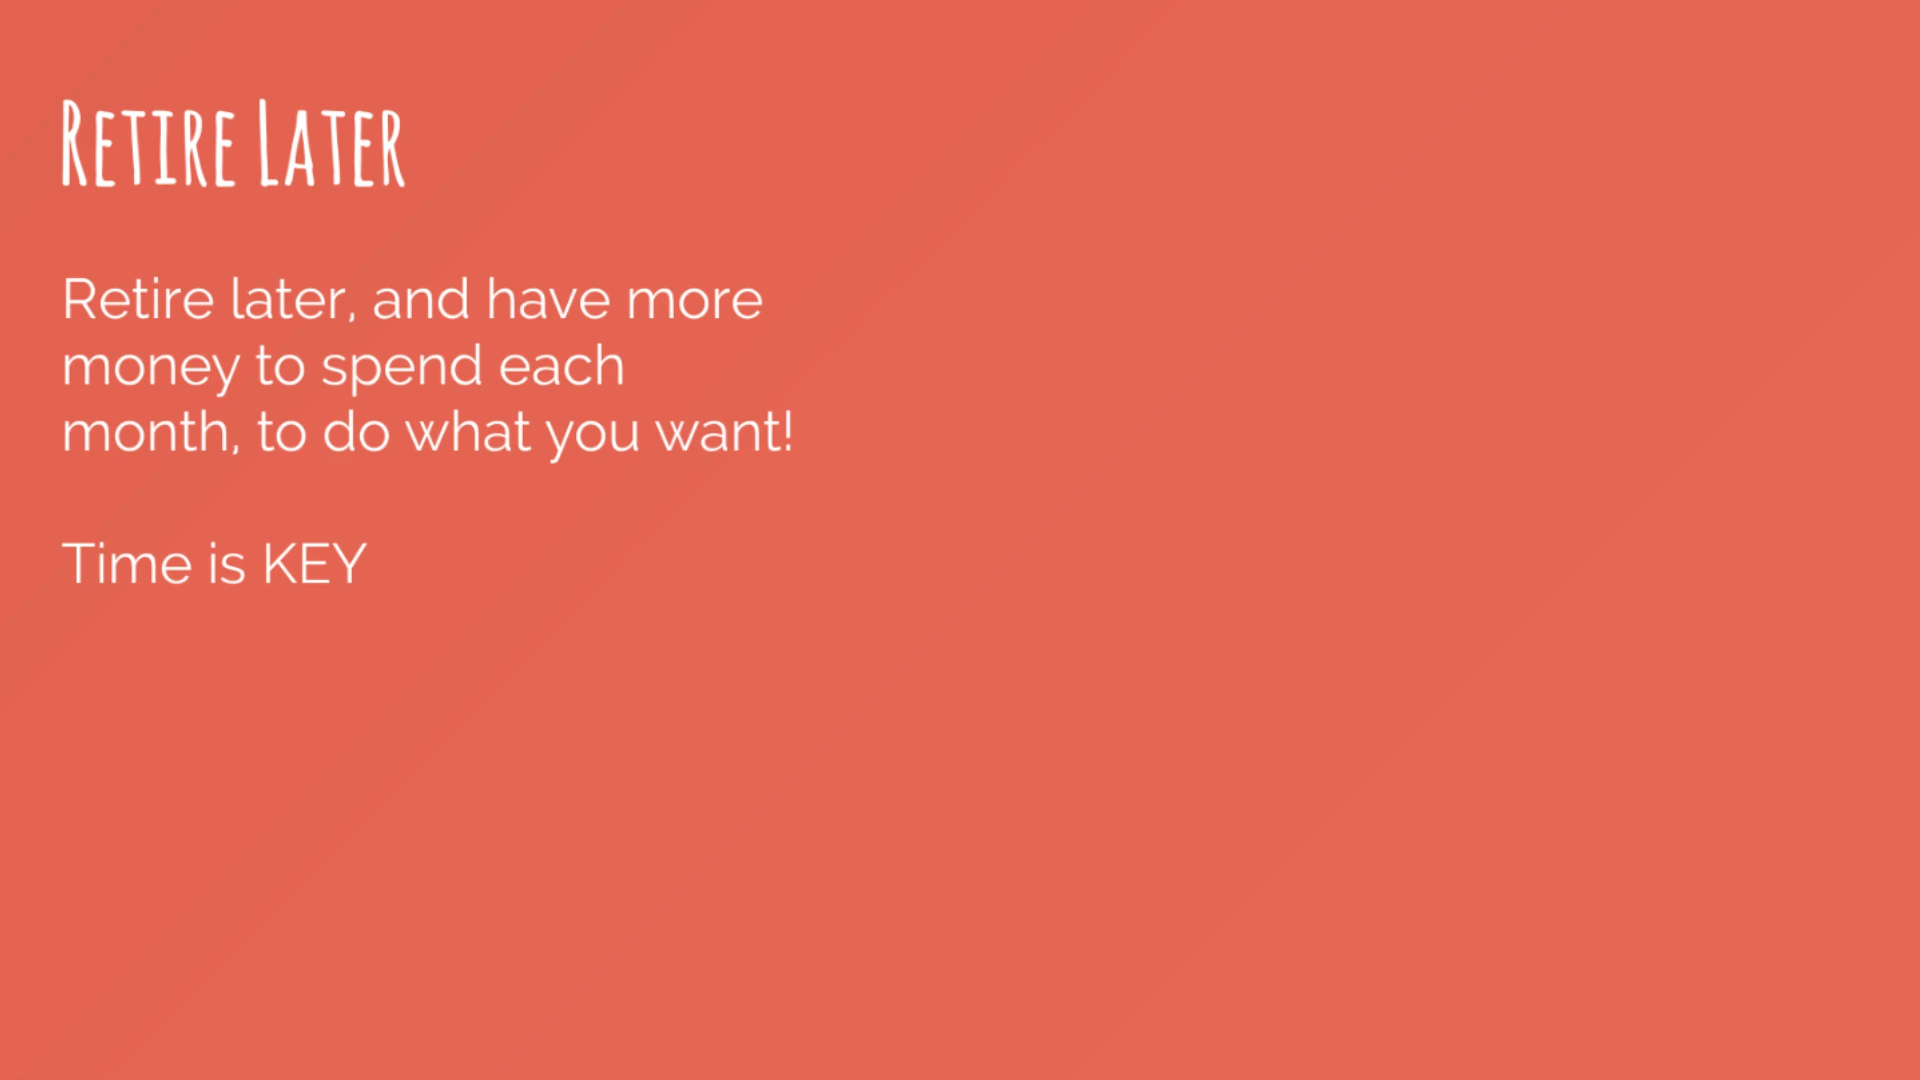 Retire Later
Retire later, and have more
money to spend each
month, to do what you want!
Time is KEY